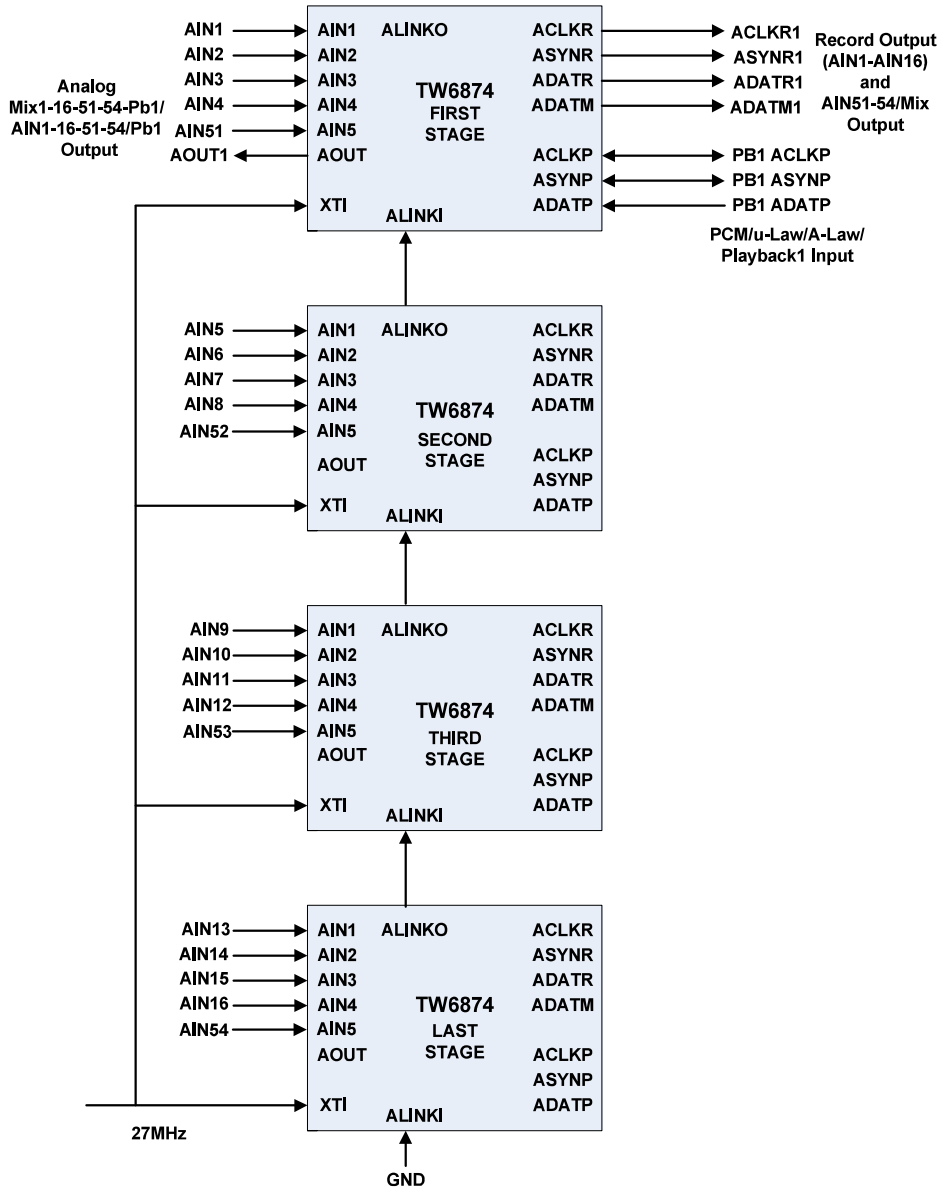 Analog
Mix1-16-51-54-Pb1/
AIN1-16-51-54/Pb1
Output
AIN1
AIN2
AIN3
AIN4
AIN51
AOUT1
AIN1 ALINKO ACLKR
AIN2 ASYNR
AIN3 ADATR
AIN4 ADATM
AIN5
AOUT ACLKP
ASYNP
XTI ADATP
ALINKI
TW6874
FIRST
STAGE
ACLKR1
ASYNR1
ADATR1
ADATM1
Record Output
(AIN1-AIN16)
and
AIN51-54/Mix
Output
PB1 ACLKP
PB1 ASYNP
PB1 ADATP
PCM/u-Law/A-Law/
Playback1 Input
AIN5
AIN6
AIN7
AIN8
AIN52
AIN1 ALINKO ACLKR
AIN2 ASYNR
AIN3 ADATR
AIN4 ADATM
AIN5
AOUT ACLKP
ASYNP
XTI ADATP
ALINKI
TW6874
SECOND
STAGE
AIN9
AIN10
AIN11
AIN12
AIN53
AIN1 ALINKO ACLKR
AIN2 ASYNR
AIN3 ADATR
AIN4 ADATM
AIN5
AOUT ACLKP
ASYNP
XTI ADATP
ALINKI
TW6874
THIRD
STAGE
AIN13
AIN14
AIN15
AIN16
AIN54
AIN1 ALINKO ACLKR
AIN2 ASYNR
AIN3 ADATR
AIN4 ADATM
AIN5
AOUT ACLKP
ASYNP
XTI ADATP
ALINKI
TW6874
LAST
STAGE
27MHz
GND